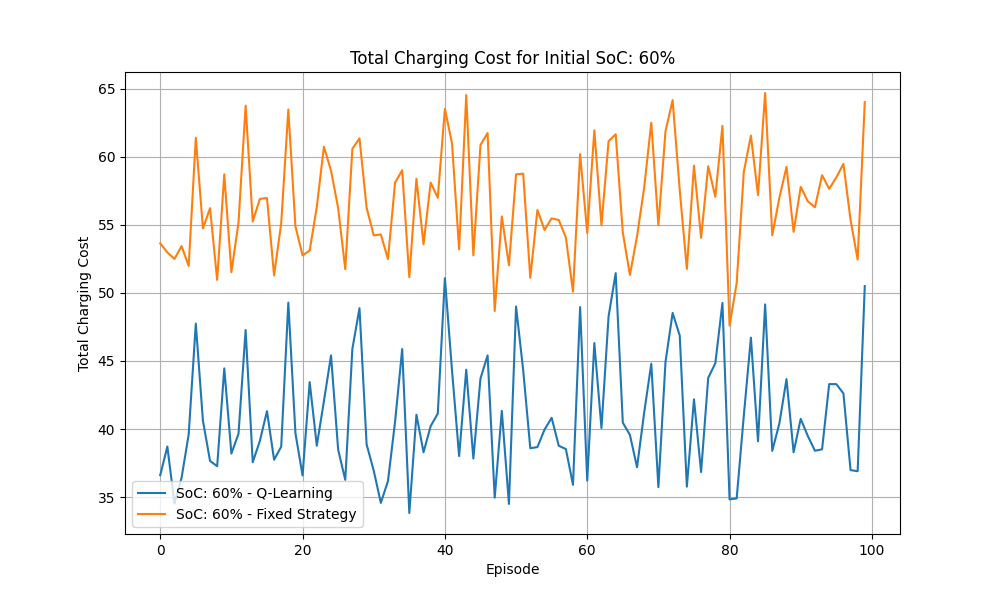 Total Charging Cost for Initial SoC: 60%
Total Charging Cost
65
60
55
50
45
40
35
SoC: 60% - Q-Learning
SoC: 60% - Fixed Strategy
0 20 40 60 80 100
Episode